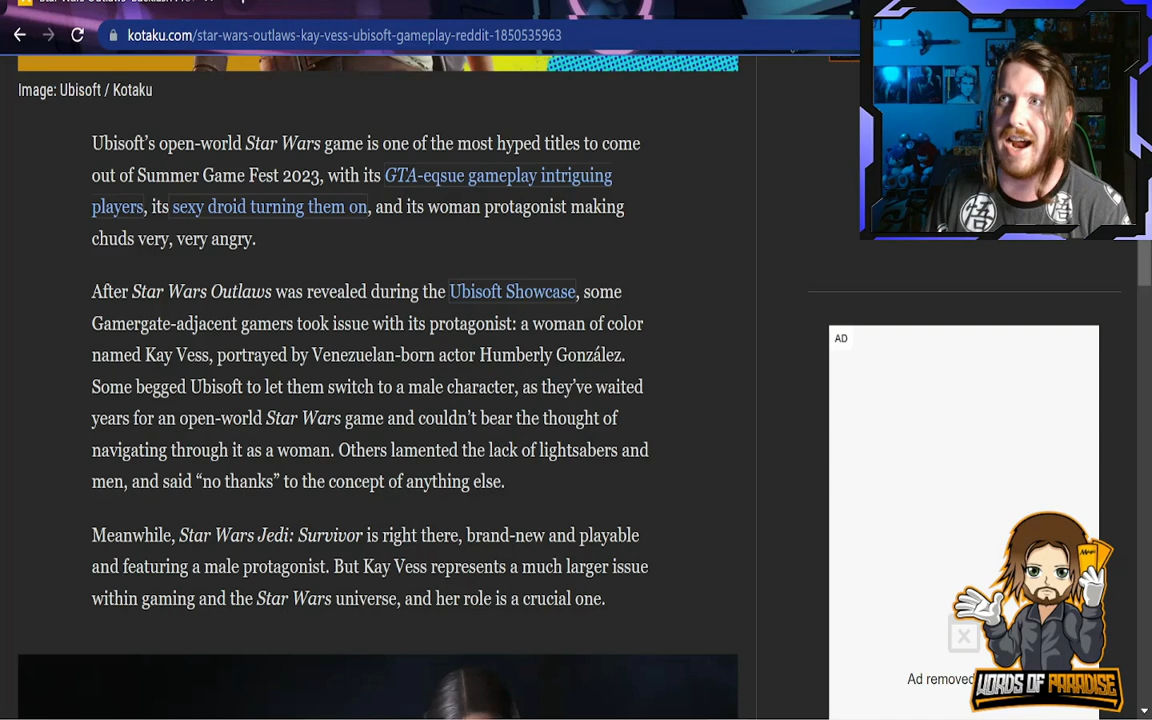 kotaku.com/star-wars-outlaws-kay-vess-ubisoft-gameplay-reddit-1850535963
Image: Ubisoft / Kotaku
Ubisoft’s open-world Star Wars game is one of the most hyped titles to come
out of Summer Game Fest 2023, with its GTA-eqsue gameplay intriguing
players, its sexy droid turning them on, and its woman protagonist making
chuds very, very angry.
After Star Wars Outlaws was revealed during the Ubisoft Showcase, some
Gamergate-adjacent gamers took issue with its protagonist: a woman of color
named Kay Vess, portrayed by Venezuelan-born actor Humberly González.
Some begged Ubisoft to let them switch to a male character, as they’ve waited
years for an open-world Star Wars game and couldn’t bear the thought of
navigating through it as a woman. Others lamented the lack of lightsabers and
men, and said “no thanks” to the concept of anything else.
Meanwhile, Star Wars Jedi: Survivor is right there, brand-new and playable
and featuring a male protagonist. But Kay Vess represents a much larger issue
within gaming and the Star Wars universe, and her role is a crucial one.
AD
Ad removed
WORDS OF PARADISE